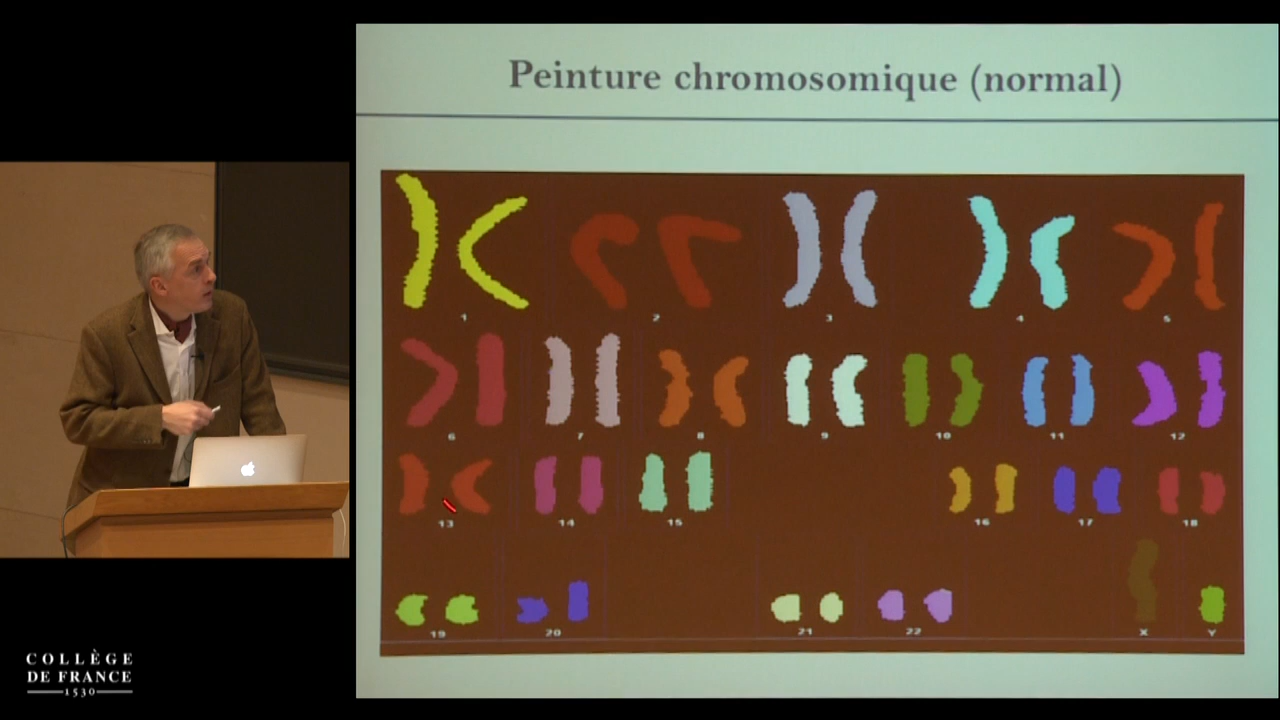 Peinture chromosomique (normal)
1 2 3 4 5
6 7 8 9 10 11 12
13 14 15 16 17 18
19 20 21 22 X Y
COLLÈGE
DE FRANCE
1530